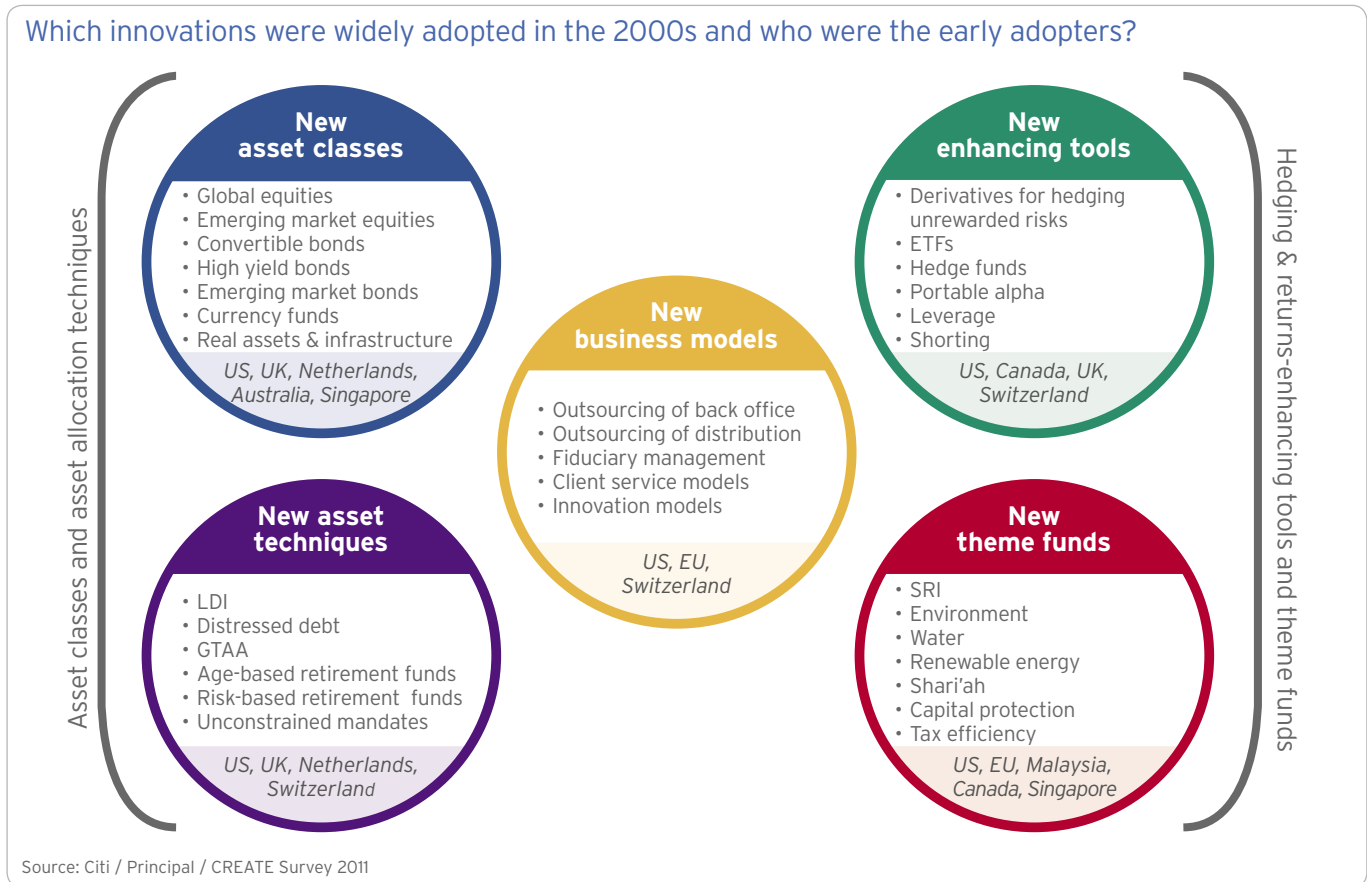 Which innovations were widely adopted in the 2000s and who were the early adopters?
Asset classes and asset allocation techniques
New
asset classes
• Global equities
• Emerging market equities
• Convertible bonds
• High yield bonds
• Emerging market bonds
• Currency funds
• Real assets & infrastructure
US, UK, Netherlands,
Australia, Singapore
New asset
techniques
• LDI
• Distressed debt
• GTAA
• Age-based retirement funds
• Risk-based retirement funds
• Unconstrained mandates
US, UK, Netherlands,
Switzerland
New
business models
• Outsourcing of back office
• Outsourcing of distribution
• Fiduciary management
• Client service models
• Innovation models
US, EU,
Switzerland
New
enhancing tools
• Derivatives for hedging
unrewarded risks
• ETFs
• Hedge funds
• Portable alpha
• Leverage
• Shorting
US, Canada, UK,
Switzerland
New
theme funds
• SRI
• Environment
• Water
• Renewable energy
• Shari'ah
• Capital protection
• Tax efficiency
US, EU, Malaysia,
Canada, Singapore
Hedging & returns-enhancing tools and theme funds
Source: Citi / Principal / CREATE Survey 2011